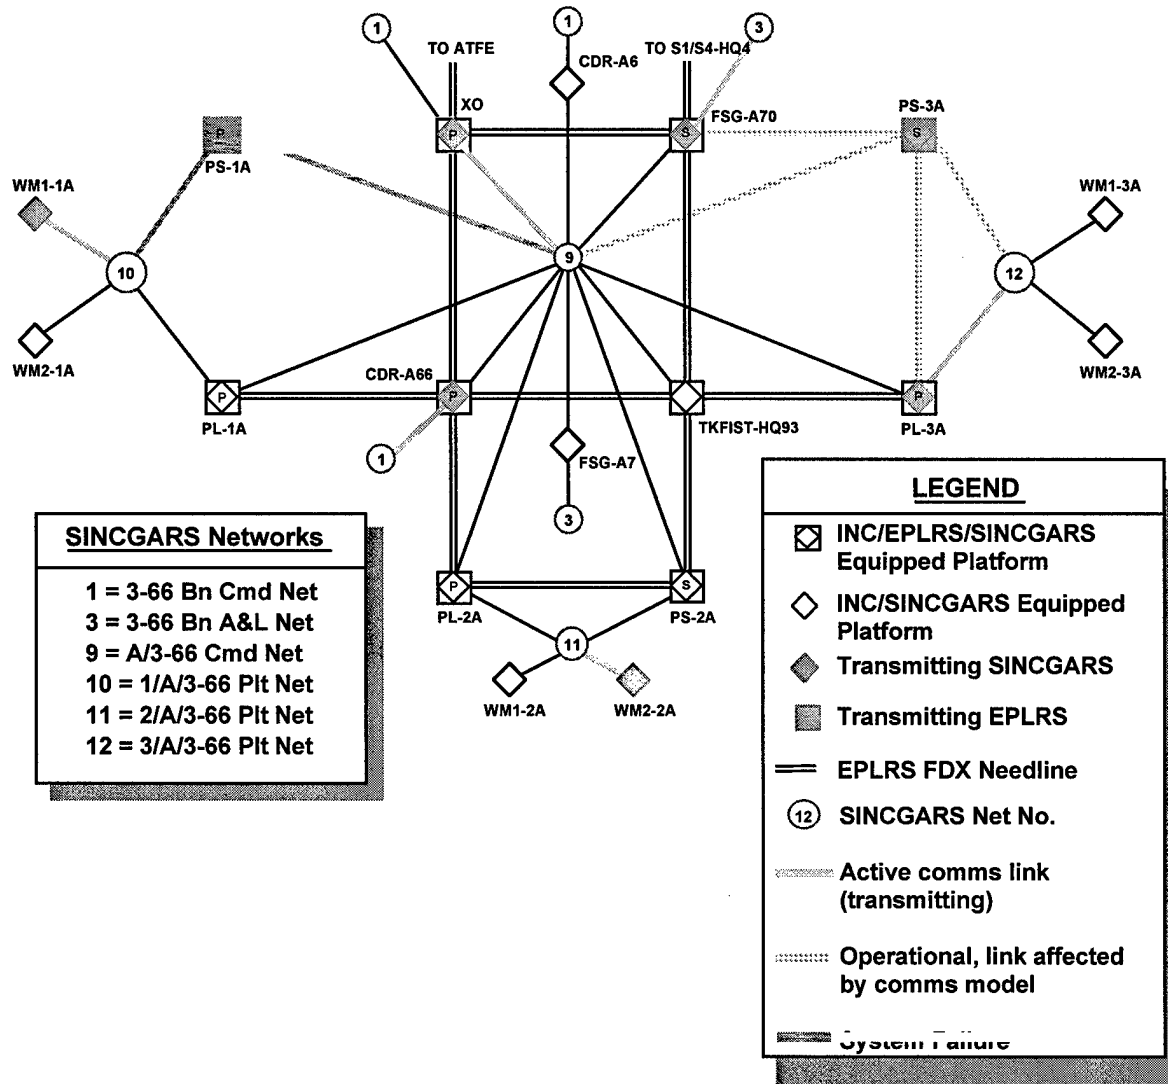 1
1
3
TO ATFE
TO S1/S4-HQ4
CDR-A6
XO
PS-3A
FSG-A70
P
P
S
S
PS-1A
WM1-1A
WM1-3A
9
10
12
WM2-1A
WM2-3A
CDR-A66
P
P
P
PL-1A
TKFIST-HQ93
PL-3A
1
FSG-A7
3
P
S
PL-2A
PS-2A
11
WM1-2A
WM2-2A
SINCGARS Networks
1 = 3-66 Bn Cmd Net
3 = 3-66 Bn A&L Net
9 = A/3-66 Cmd Net
10 = 1/A/3-66 Plt Net
11 = 2/A/3-66 Plt Net
12 = 3/A/3-66 Plt Net
LEGEND
INC/EPLRS/SINCGARS
Equipped Platform
INC/SINCGARS Equipped
Platform
Transmitting SINCGARS
Transmitting EPLRS
EPLRS FDX Needline
12 SINCGARS Net No.
Active comms link
(transmitting)
Operational, link affected
by comms model
System Failure